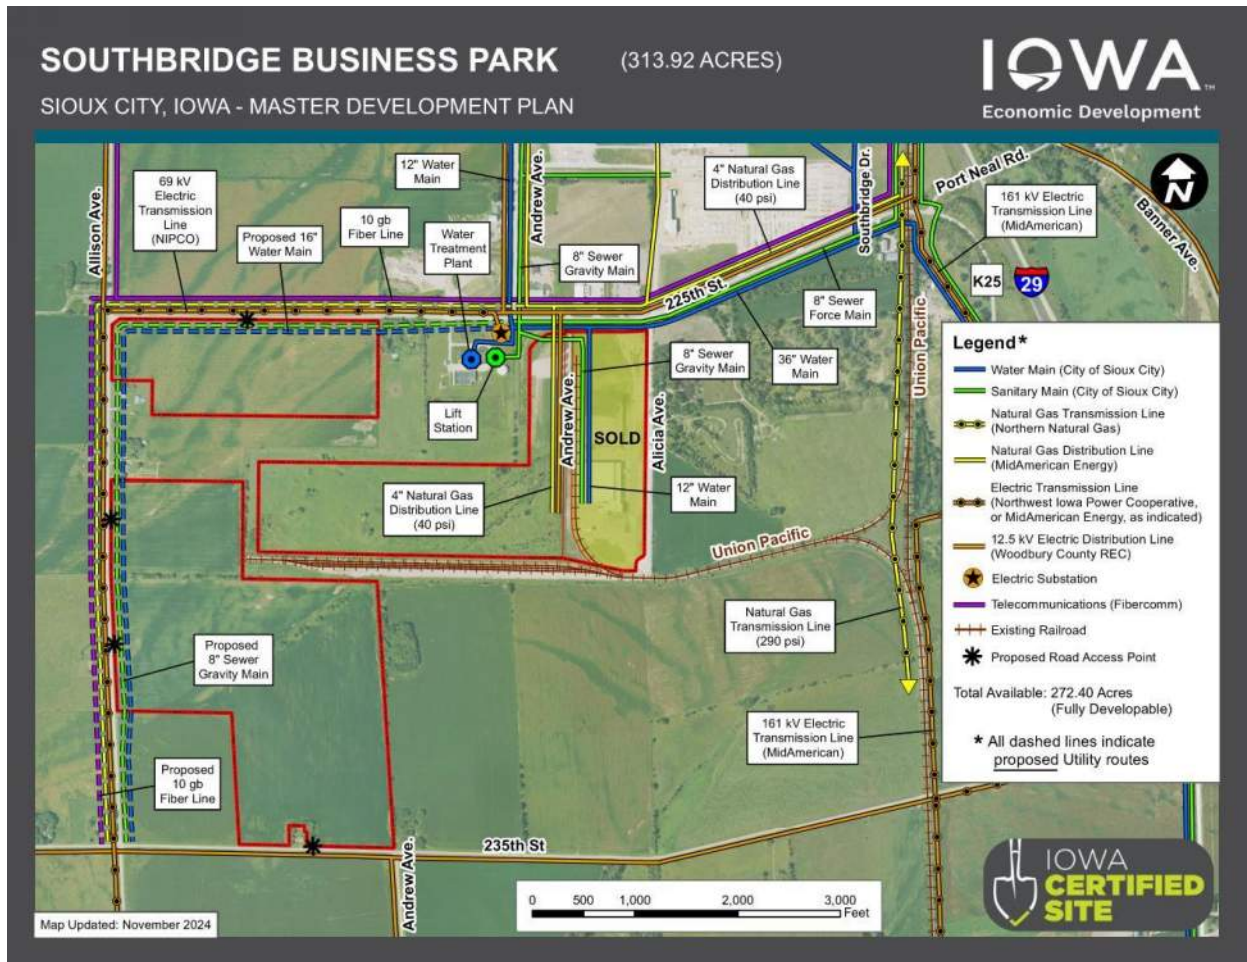 SOUTHBRIDGE BUSINESS PARK
(313.92 ACRES)
SIOUX CITY, IOWA - MASTER DEVELOPMENT PLAN
IOWA
TM
Economic Development
Allison Ave.
69 kV
Electric
Transmission
Line
(NIPCO)
Proposed 16"
Water Main
10 gb
Fiber Line
12" Water
Main
Water
Treatment
Plant
Andrew Ave.
8" Sewer
Gravity Main
4" Natural Gas
Distribution Line
(40 psi)
225th St.
Southbridge Dr.
8" Sewer
Force Main
Port Neal Rd.
161 kV Electric
Transmission Line
(MidAmerican)
Banner Ave.
N
K25
29
Union Pacific
36" Water
Main
8" Sewer
Gravity Main
Lift
Station
Andrew Ave.
SOLD
Alicia Ave.
4" Natural Gas
Distribution Line
(40 psi)
12" Water
Main
Union Pacific
Natural Gas
Transmission Line
(290 psi)
Proposed
8" Sewer
Gravity Main
161 kV Electric
Transmission Line
(MidAmerican)
Proposed
10 gb
Fiber Line
235th St
Andrew Ave.
Legend*
Water Main (City of Sioux City)
Sanitary Main (City of Sioux City)
Natural Gas Transmission Line
(Northern Natural Gas)
Natural Gas Distribution Line
(MidAmerican Energy)
Electric Transmission Line
(Northwest Iowa Power Cooperative,
or MidAmerican Energy, as indicated)
12.5 kV Electric Distribution Line
(Woodbury County REC)
Electric Substation
Telecommunications (Fibercomm)
Existing Railroad
Proposed Road Access Point
Total Available: 272.40 Acres
(Fully Developable)
* All dashed lines indicate
proposed Utility routes
0 500 1,000 2,000 3,000
Feet
Map Updated: November 2024
IOWA
CERTIFIED
SITE